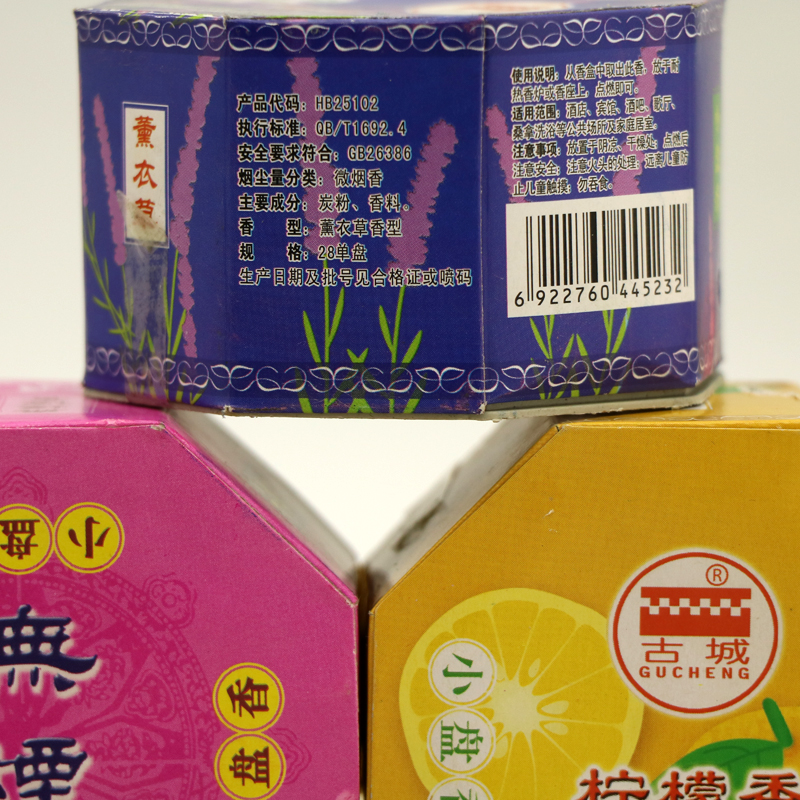 薰衣草
产品代码：HB25102
执行标准：QB/T1692.4
安全要求符合：GB26386
烟尘量分类：微烟香
主要成分：炭粉、香料。
香 型：薰衣草香型
规 格：28单盘
生产日期及批号见合格证或喷码
使用说明：从香盒中取出此香，放于耐
热香炉或香座上，点燃即可。
适用范围：酒店、宾馆、酒吧、歌厅、
桑拿洗浴等公共场所及家庭居室。
注意事项：放置于阴凉、干燥处；点燃后
注意安全；注意火头的处理；远离儿童防
止儿童触摸；勿吞食。
6 922760 445232
小盘
無煙
香盘
小盘香
®
古城
GUCHENG
柠檬香